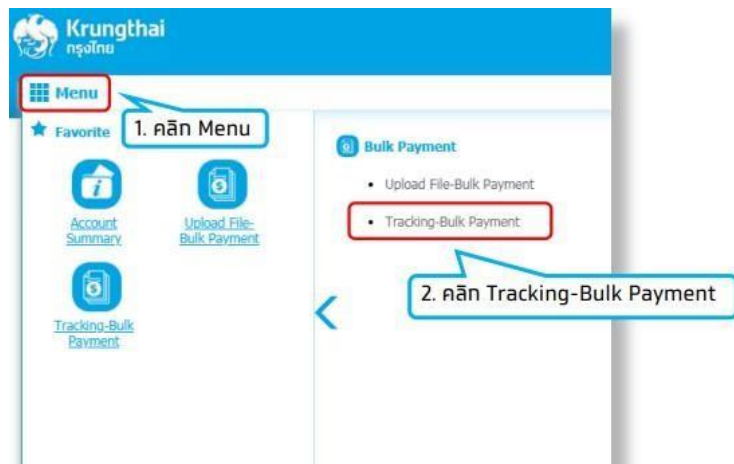 Krungthai
กรุงไทย
Menu
1. คลิก Menu
Favorite
Account
Summary
Upload File-
Bulk Payment
Tracking-Bulk
Payment
Bulk Payment
• Upload File-Bulk Payment
• Tracking-Bulk Payment
2. คลิก Tracking-Bulk Payment